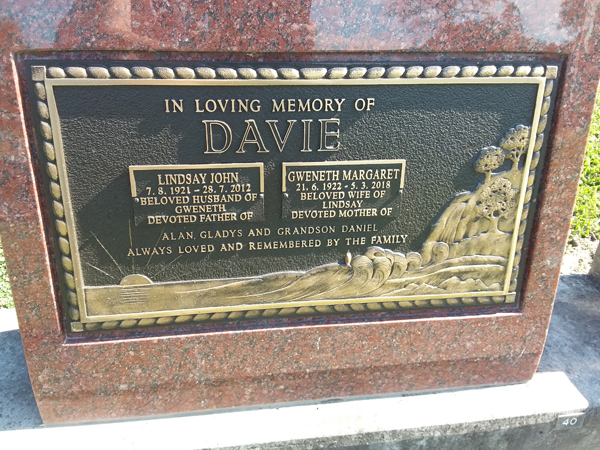 IN LOVING MEMORY OF
DAVIE
LINDSAY JOHN
7. 8. 1921 - 28. 7. 2012
BELOVED HUSBAND OF
GWENETH
DEVOTED FATHER OF
GWENETH MARGARET
21. 6. 1922 - 5. 3. 2018
BELOVED WIFE OF
LINDSAY
DEVOTED MOTHER OF
ALAN, GLADYS AND GRANDSON DANIEL
ALWAYS LOVED AND REMEMBERED BY THE FAMILY
40